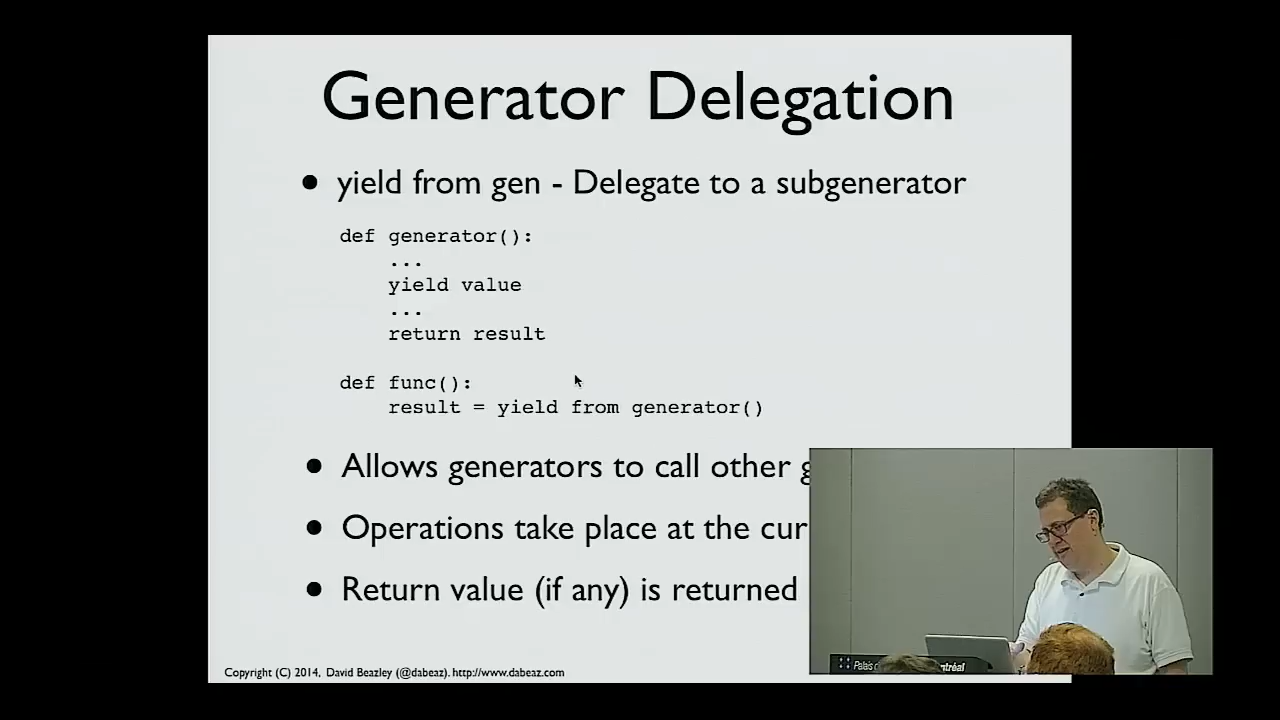 Generator Delegation
• yield from gen - Delegate to a subgenerator
def generator():
...
yield value
...
return result
def func():
result = yield from generator()
• Allows generators to call other g
• Operations take place at the cur
• Return value (if any) is returned
Palais d
ontréal
Copyright (C) 2014, David Beazley (@dabeaz). http://www.dabeaz.com